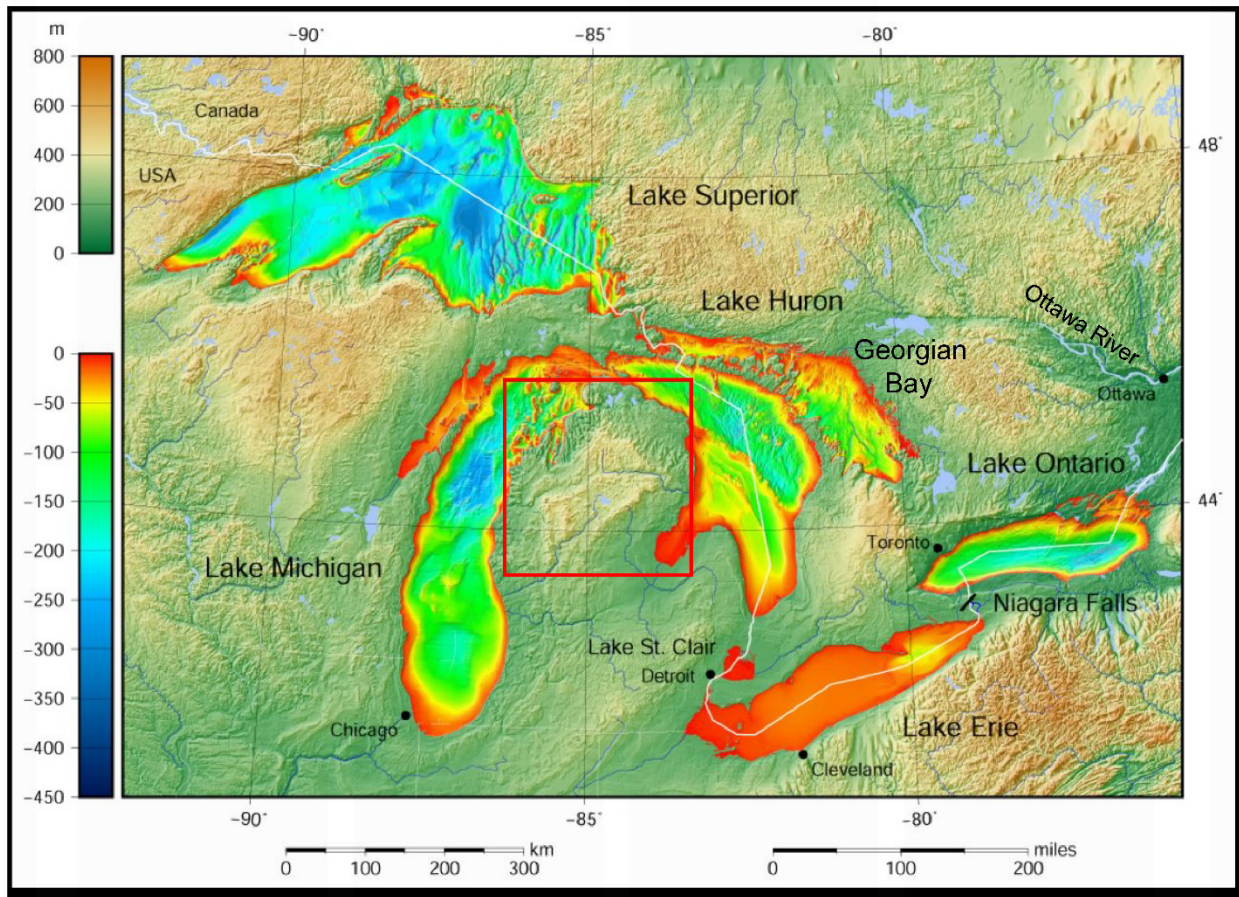 m
-90°
-85°
-80°
800
600
400
200
0
0
-50
-100
-150
-200
-250
-300
-350
-400
-450
Canada
USA
48°
Lake Superior
Lake Huron
Georgian
Bay
Ottawa River
Ottawa
Lake Ontario
44°
Toronto
Lake Michigan
Niagara Falls
Lake St. Clair
Detroit
Chicago
Lake Erie
Cleveland
-90°
-85°
-80°
km
0 100 200 300
miles
0 100 200